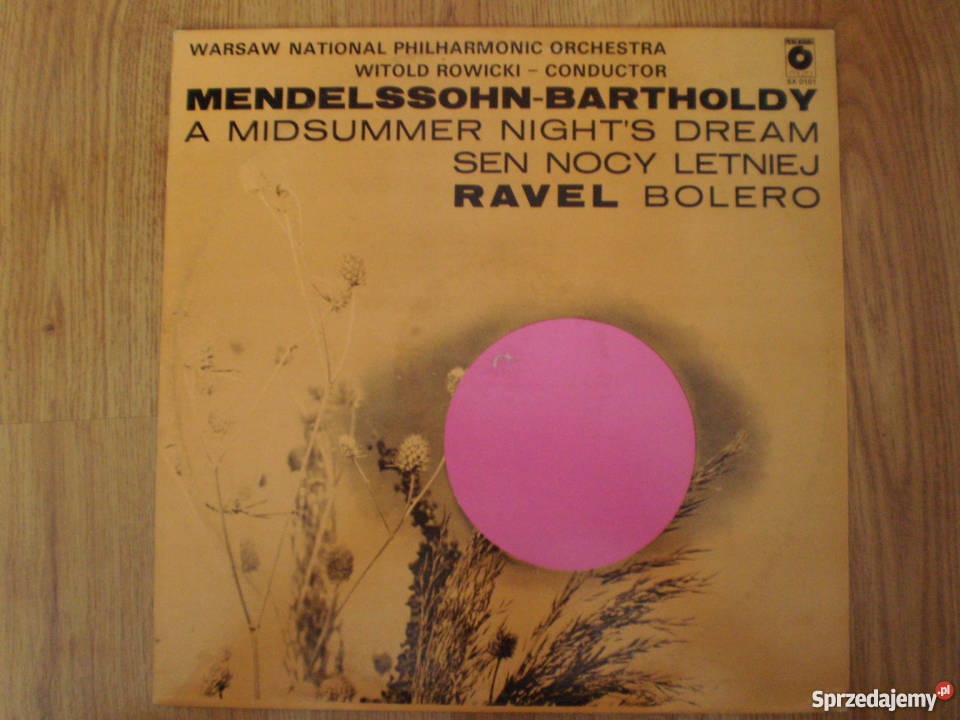 WARSAW NATIONAL PHILHARMONIC ORCHESTRA
WITOLD ROWICKI – CONDUCTOR
MENDELSSOHN-BARTHOLDY
A MIDSUMMER NIGHT'S DREAM
SEN NOCY LETNIEJ
RAVEL BOLERO
Sprzedajemy.pl